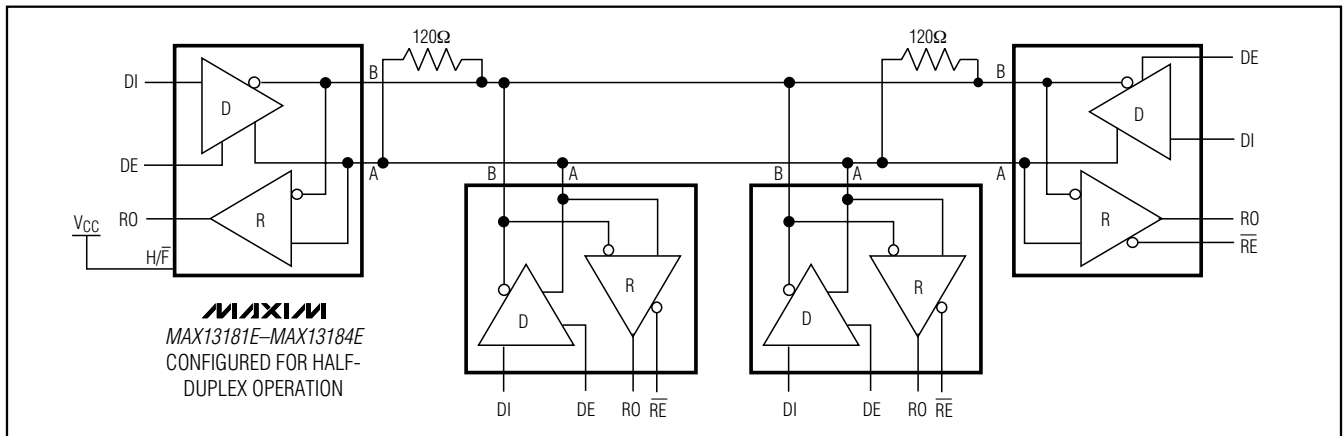 120Ω 120Ω
DI B B DE
D D
DI
DE A A
B A B A
R R
RO RO
VCC RE
H/F
MAXIM
MAX13181E–MAX13184E
CONFIGURED FOR HALF-
DUPLEX OPERATION
R R
D D
DI DE RO RE DI DE RO RE